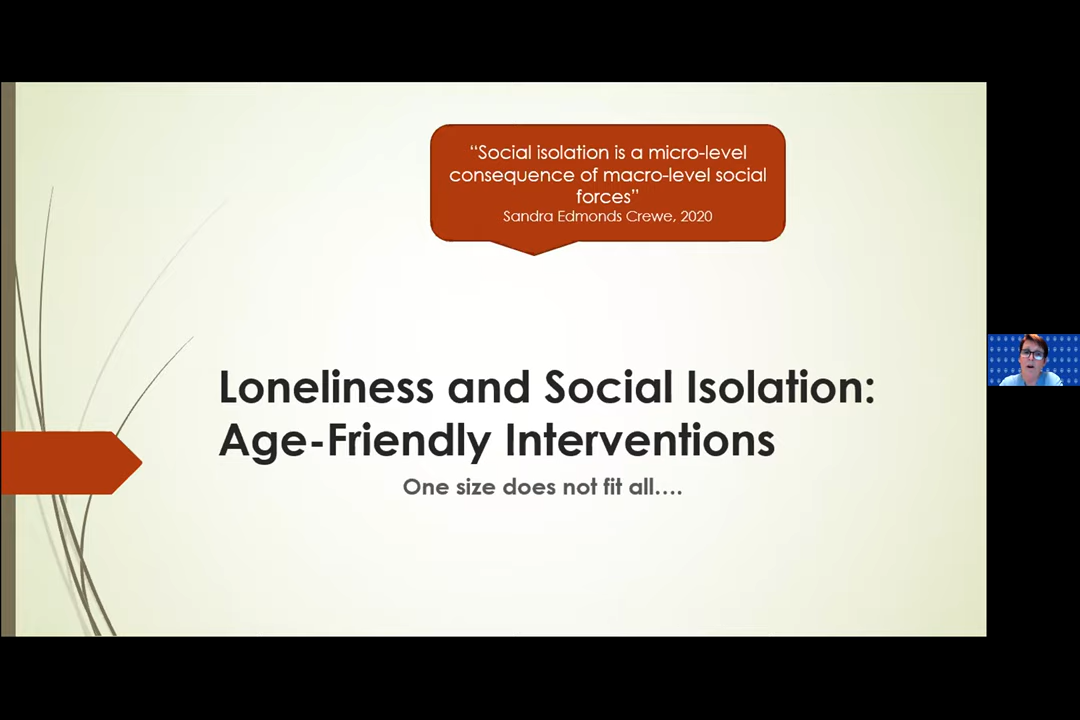 “Social isolation is a micro-level
consequence of macro-level social
forces”
Sandra Edmonds Crewe, 2020
Loneliness and Social Isolation:
Age-Friendly Interventions
One size does not fit all….